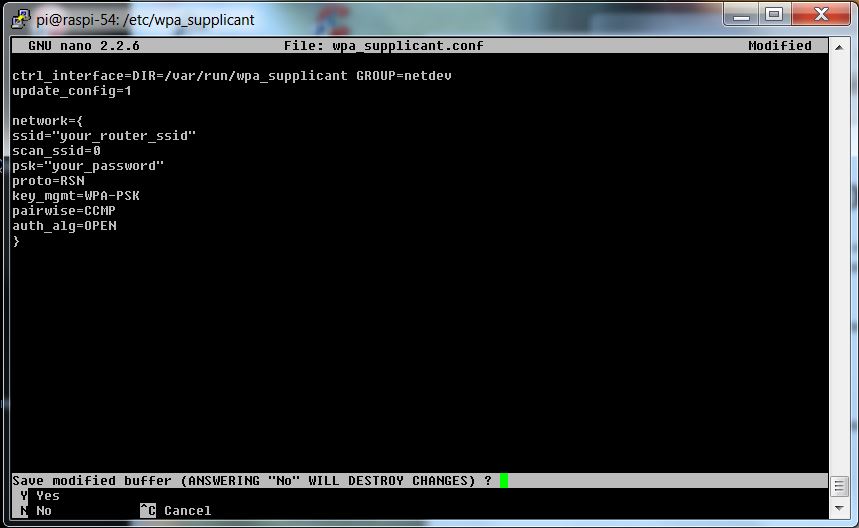 pi@raspi-54: /etc/wpa_supplicant
GNU nano 2.2.6 File: wpa_supplicant.conf Modified
ctrl_interface=DIR=/var/run/wpa_supplicant GROUP=netdev
update_config=1
network={
ssid="your_router_ssid"
scan_ssid=0
psk="your_password"
proto=RSN
key_mgmt=WPA-PSK
pairwise=CCMP
auth_alg=OPEN
}
Save modified buffer (ANSWERING "No" WILL DESTROY CHANGES) ?
Y Yes
N No ^C Cancel